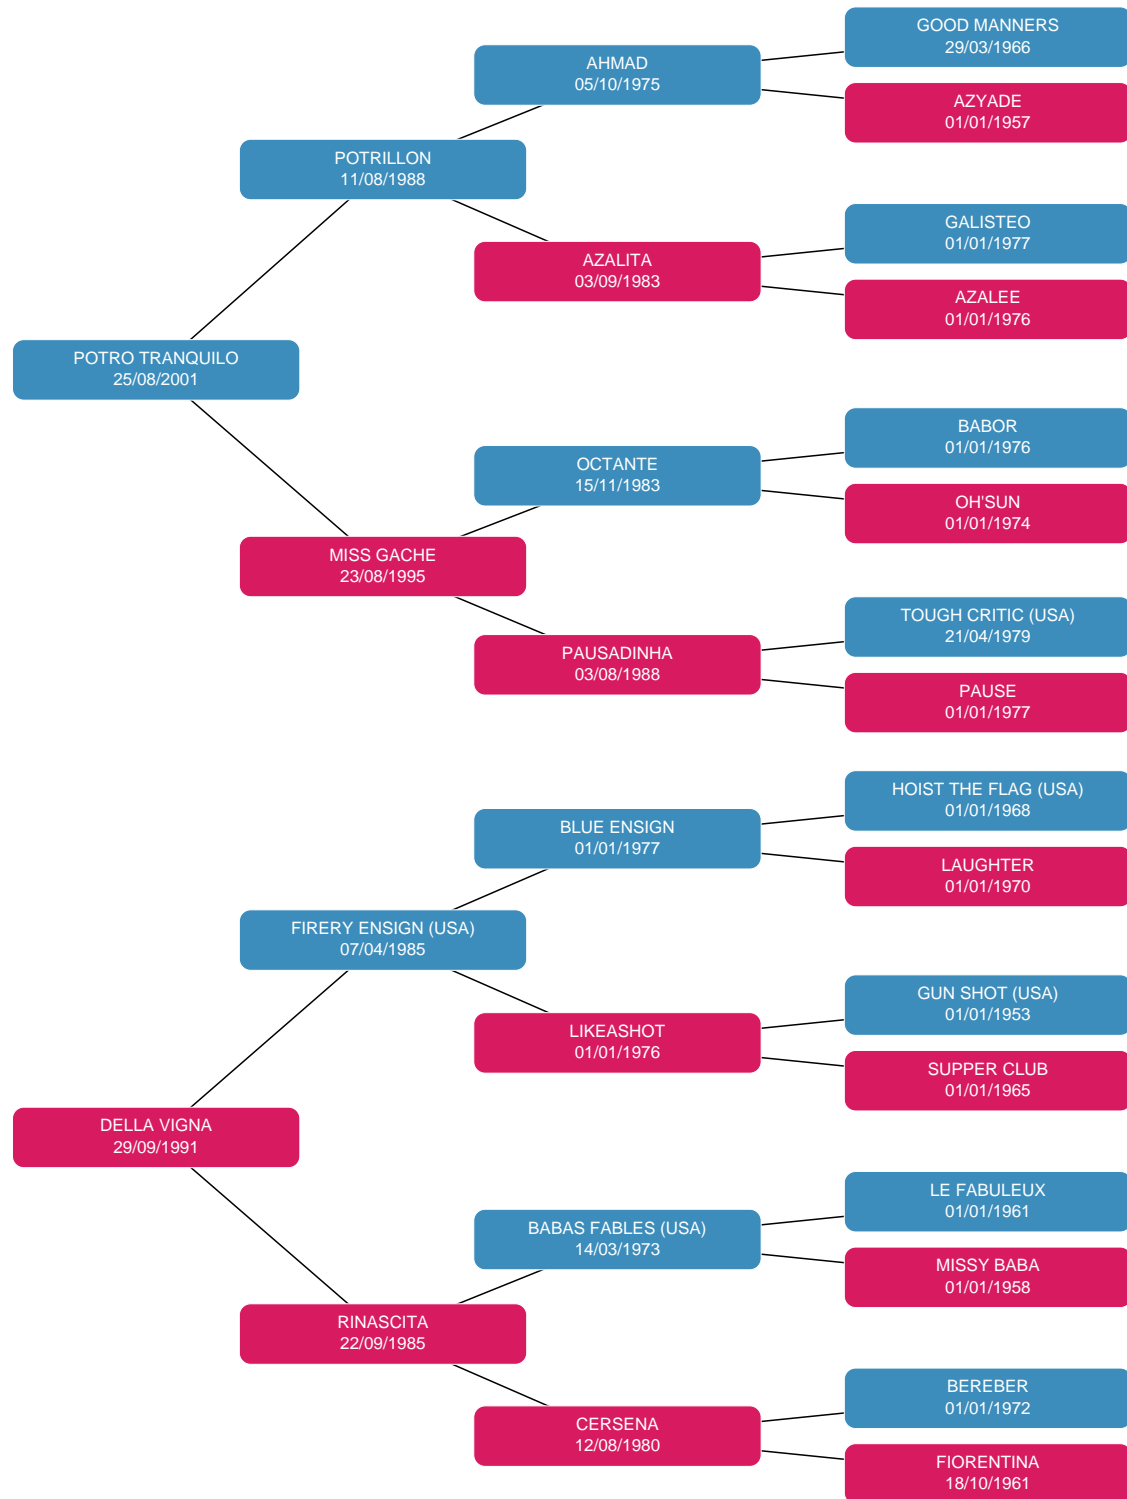 GOOD MANNERS
29/03/1966
AHMAD
05/10/1975
AZYADE
01/01/1957
POTRILLON
11/08/1988
GALISTEO
01/01/1977
AZALITA
03/09/1983
AZALEE
01/01/1976
POTRO TRANQUILO
25/08/2001
BABOR
01/01/1976
OCTANTE
15/11/1983
OH'SUN
01/01/1974
MISS GACHE
23/08/1995
TOUGH CRITIC (USA)
21/04/1979
PAUSADINHA
03/08/1988
PAUSE
01/01/1977
HOIST THE FLAG (USA)
01/01/1968
BLUE ENSIGN
01/01/1977
LAUGHTER
01/01/1970
FIRERY ENSIGN (USA)
07/04/1985
GUN SHOT (USA)
01/01/1953
LIKEASHOT
01/01/1976
SUPPER CLUB
01/01/1965
DELLA VIGNA
29/09/1991
LE FABULEUX
01/01/1961
BABAS FABLES (USA)
14/03/1973
MISSY BABA
01/01/1958
RINASCITA
22/09/1985
BEREBER
01/01/1972
CERSENA
12/08/1980
FIORENTINA
18/10/1961